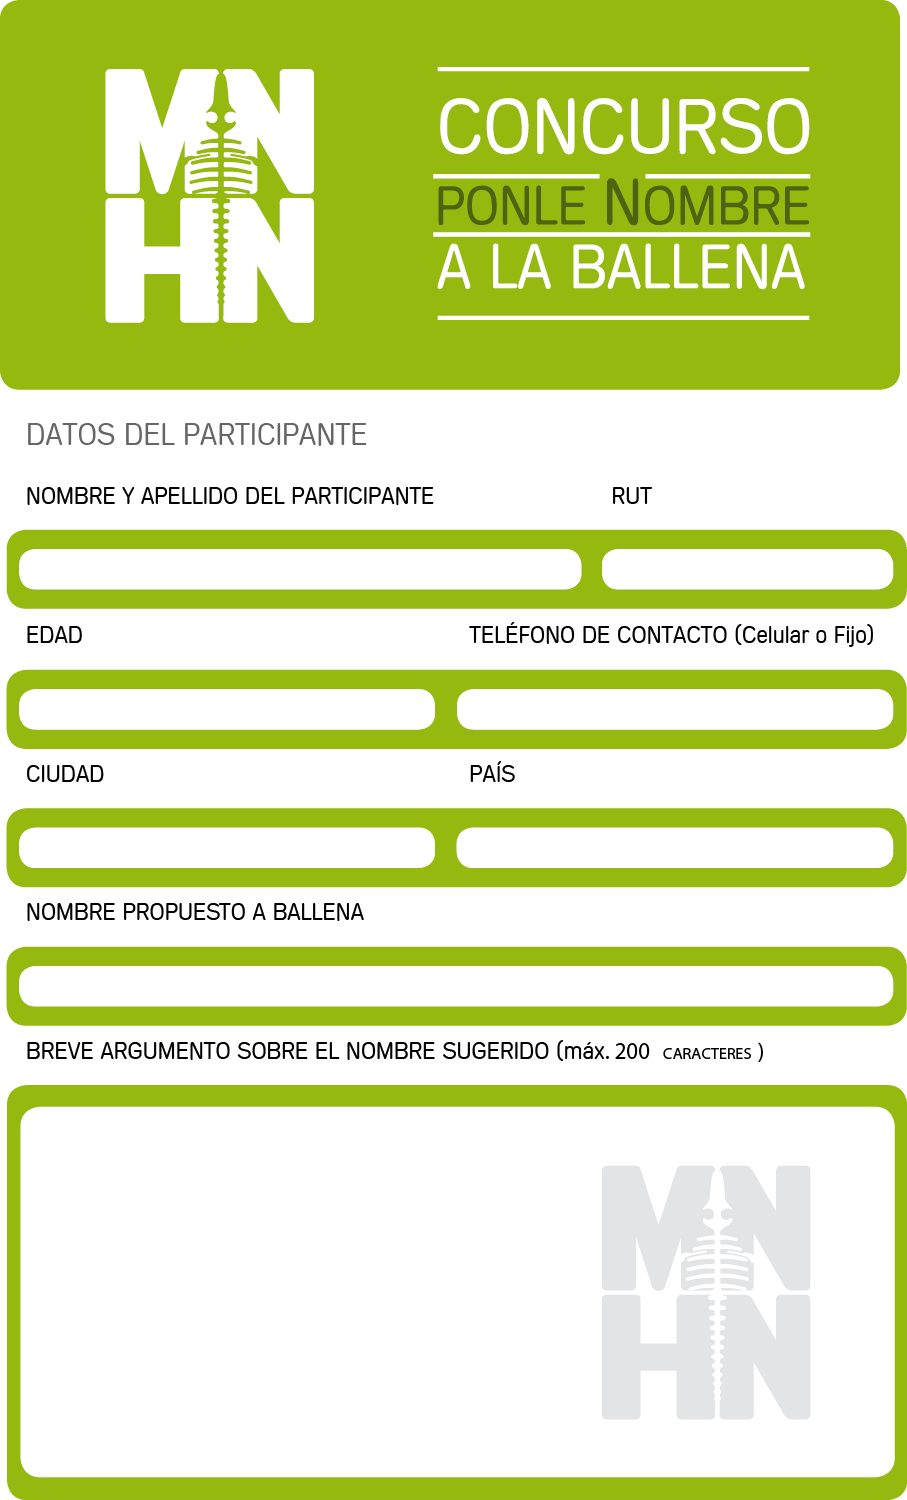 MN
HN
CONCURSO
PONLE NOMBRE
A LA BALLENA
DATOS DEL PARTICIPANTE
NOMBRE Y APELLIDO DEL PARTICIPANTE RUT
EDAD TELÉFONO DE CONTACTO (Celular o Fijo)
CIUDAD PAÍS
NOMBRE PROPUESTO A BALLENA
BREVE ARGUMENTO SOBRE EL NOMBRE SUGERIDO (máx. 200 CARACTERES )
MN
HN